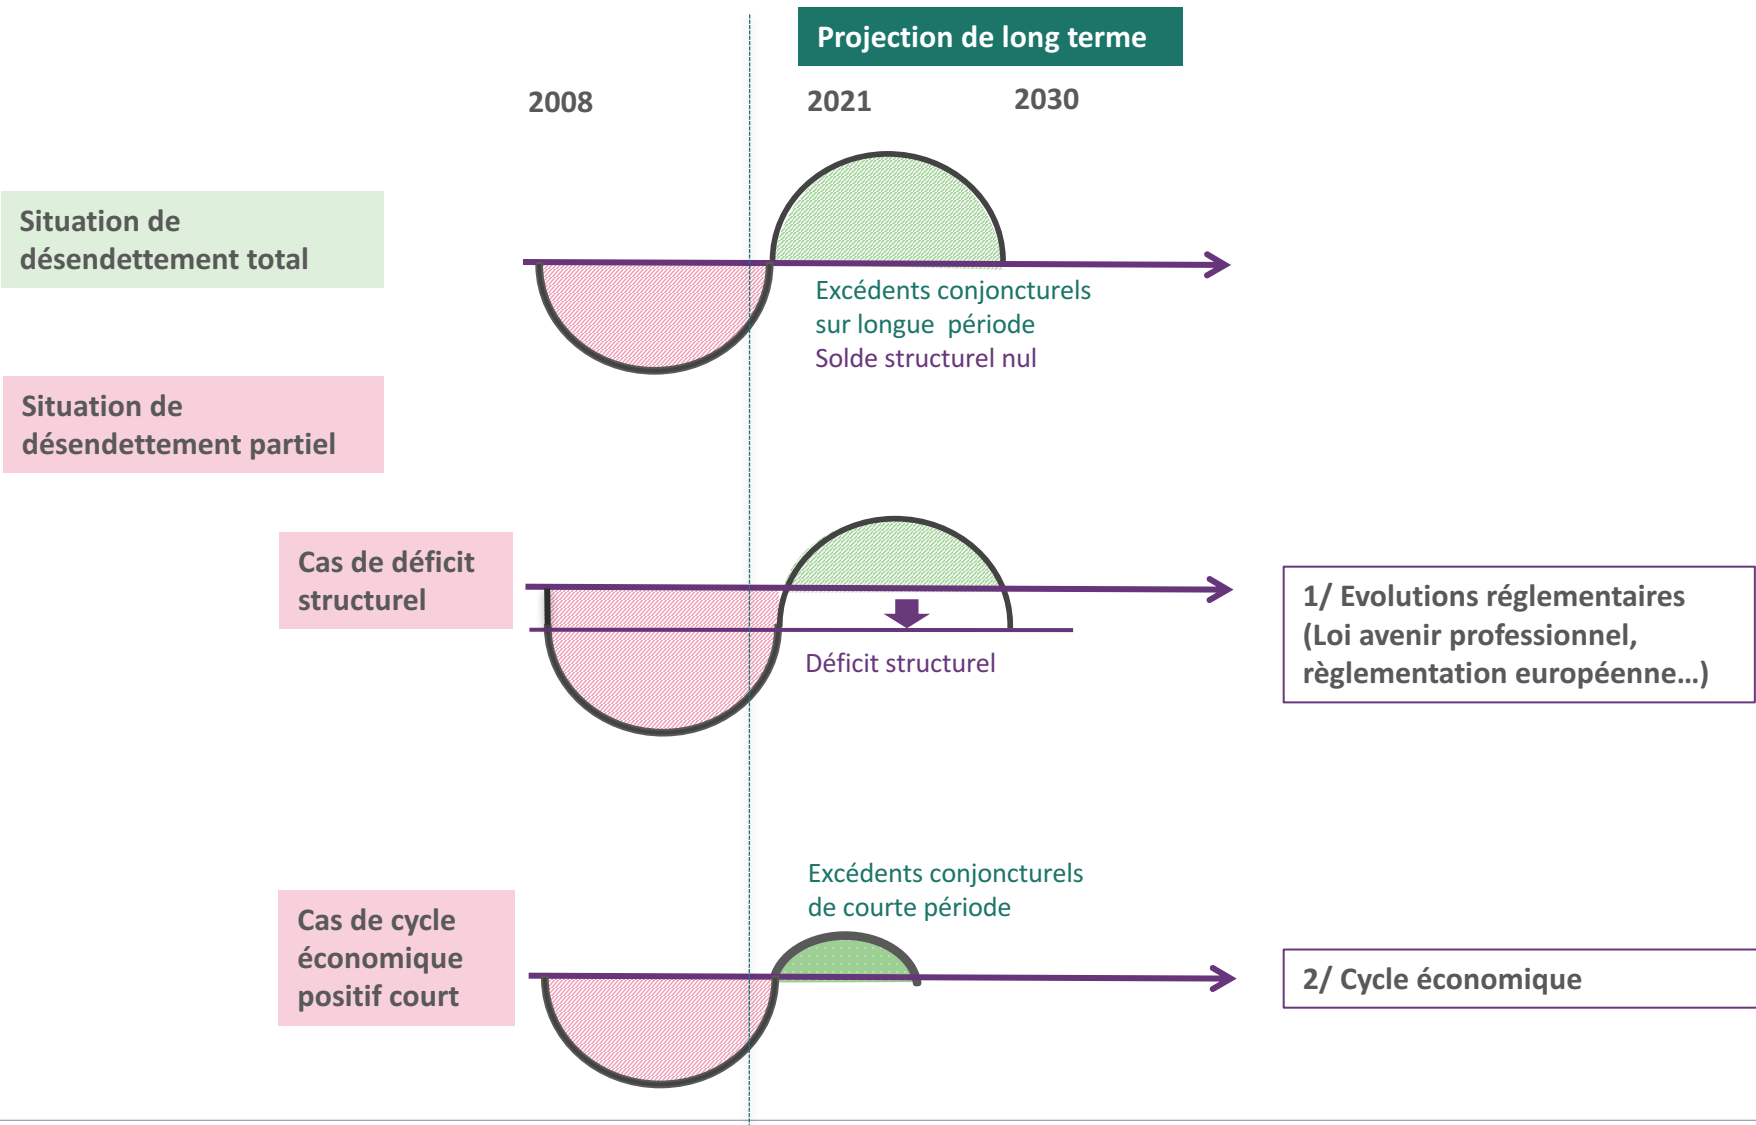 Projection de long terme
2008
2021
2030
Situation de
désendettement total
Excédents conjoncturels
sur longue période
Solde structurel nul
Situation de
désendettement partiel
Cas de déficit
structurel
Déficit structurel
1/ Evolutions réglementaires
(Loi avenir professionnel,
règlementation européenne…)
Excédents conjoncturels
de courte période
Cas de cycle
économique
positif court
2/ Cycle économique